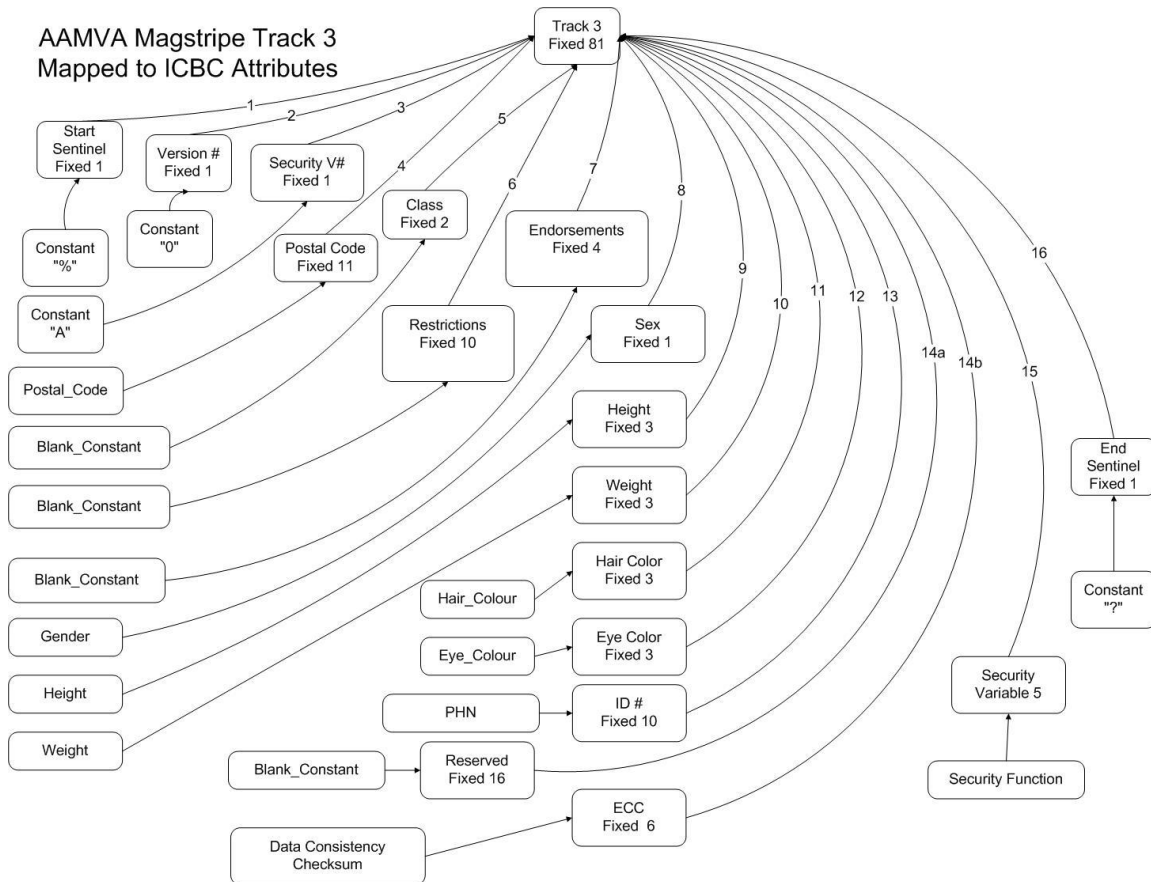 AAMVA Magstripe Track 3
Mapped to ICBC Attributes
Track 3
Fixed 81
1
2
3
4
5
6
7
8
9
10
11
12
13
14a
14b
15
16
Start
Sentinel
Fixed 1
Version #
Fixed 1
Security V#
Fixed 1
Class
Fixed 2
Endorsements
Fixed 4
Constant
"%"
Constant
"0"
Postal Code
Fixed 11
Constant
"A"
Restrictions
Fixed 10
Sex
Fixed 1
Postal_Code
Height
Fixed 3
Blank_Constant
End
Sentinel
Fixed 1
Blank_Constant
Weight
Fixed 3
Blank_Constant
Hair_Colour
Hair Color
Fixed 3
Constant
"?"
Gender
Eye_Colour
Eye Color
Fixed 3
Height
PHN
ID #
Fixed 10
Security
Variable 5
Weight
Blank_Constant
Reserved
Fixed 16
Security Function
ECC
Fixed  6
Data Consistency
Checksum